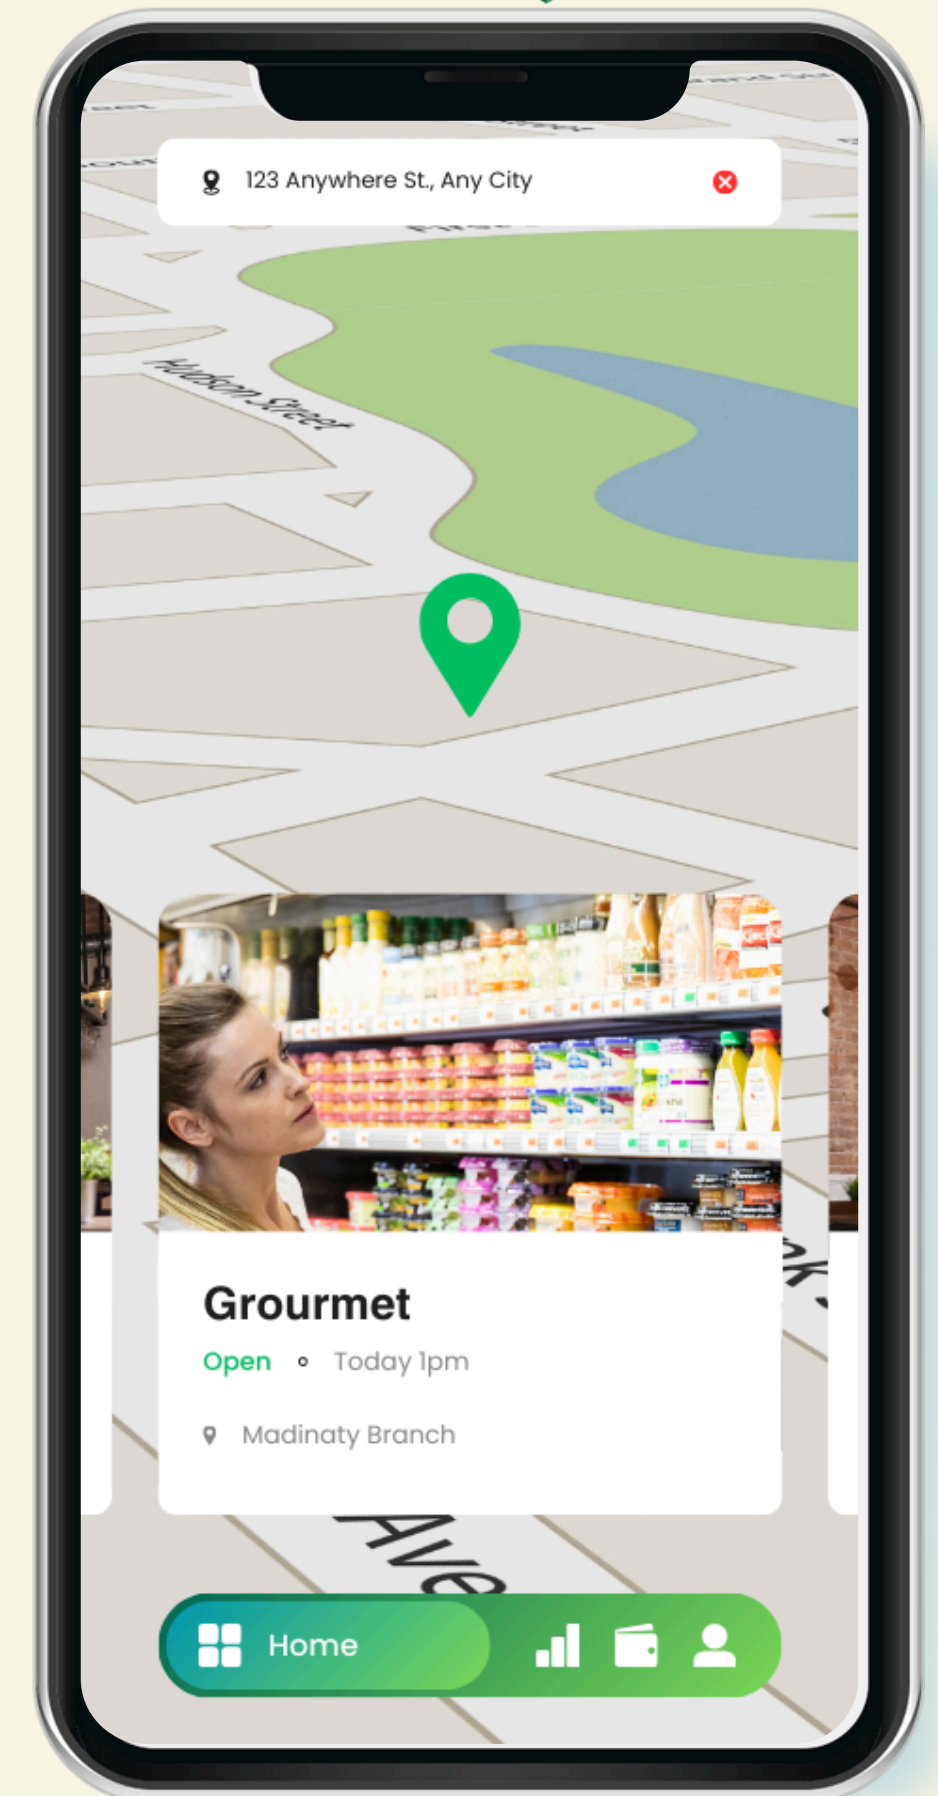 123 Anywhere St., Any City
Hudson Street
Grourmet
Open Today 1pm
Madinaty Branch
Ave
Home